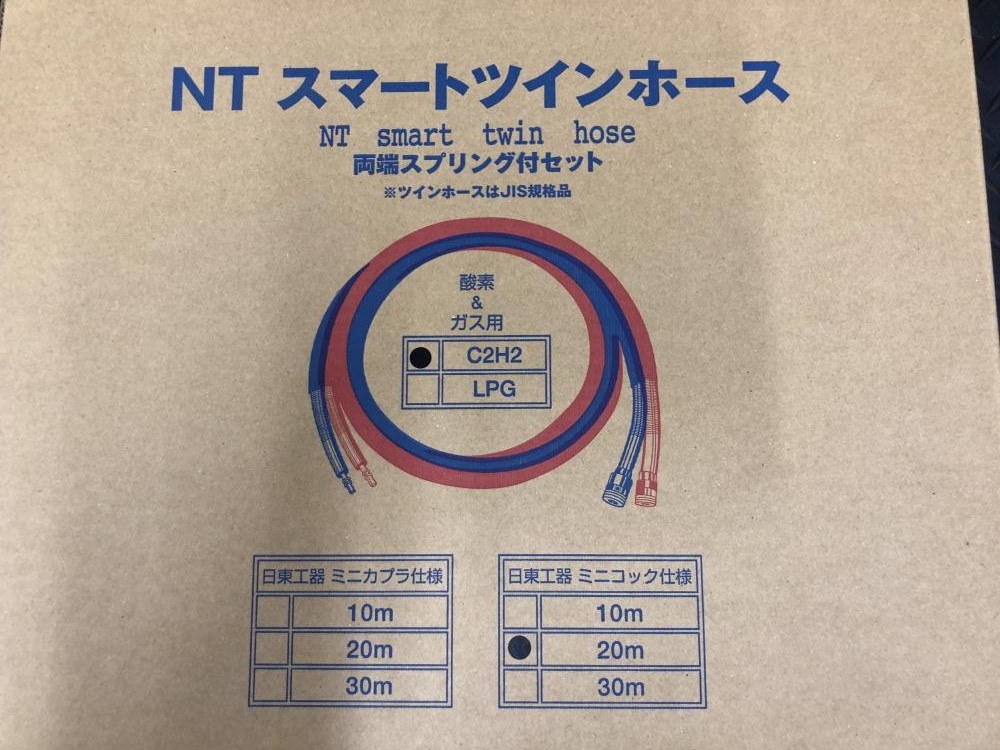 NT スマートツインホース
NT smart twin hose
両端スプリング付セット
※ツインホースはJIS規格品
酸素
&
ガス用
C2H2
LPG
日東工器 ミニカプラ仕様
10m
20m
30m
日東工器 ミニコック仕様
10m
20m
30m